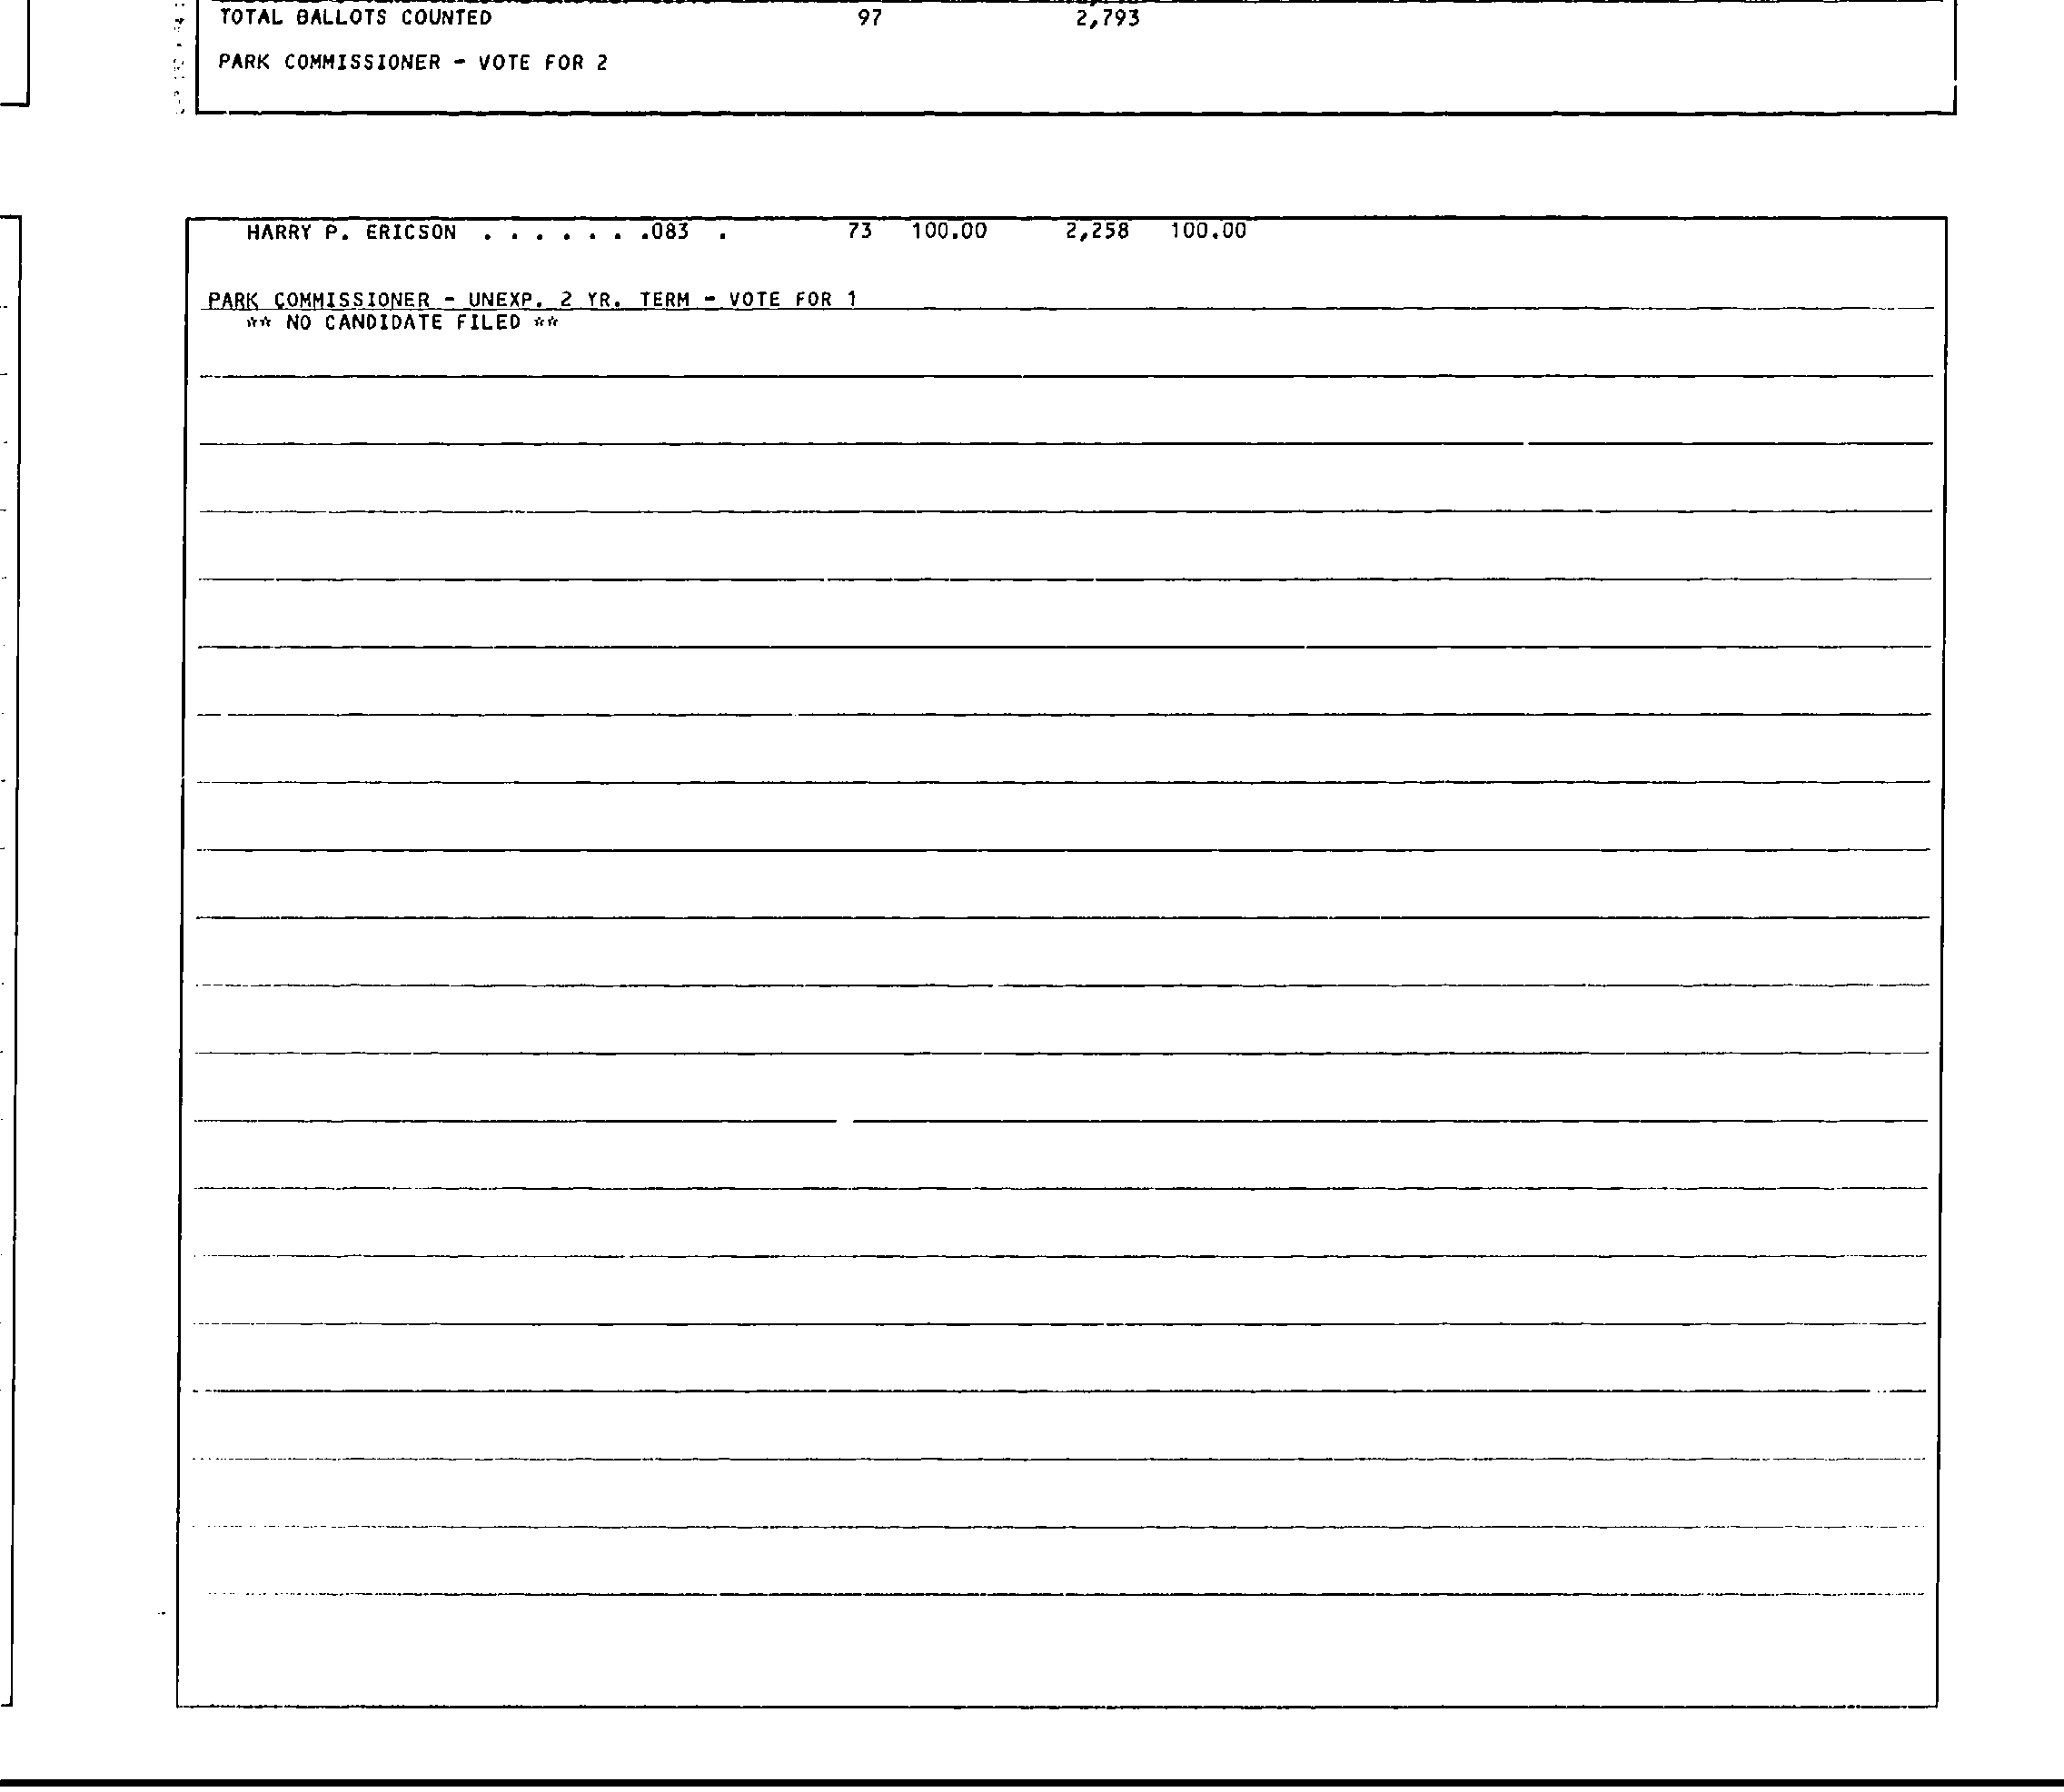 TOTAL BALLOTS COUNTED 97 2,793
PARK COMMISSIONER - VOTE FOR 2
HARRY P. ERICSON . . . . . . .083 . 73 100.00 2,258 100.00
PARK COMMISSIONER - UNEXP. 2 YR. TERM - VOTE FOR 1
** NO CANDIDATE FILED **